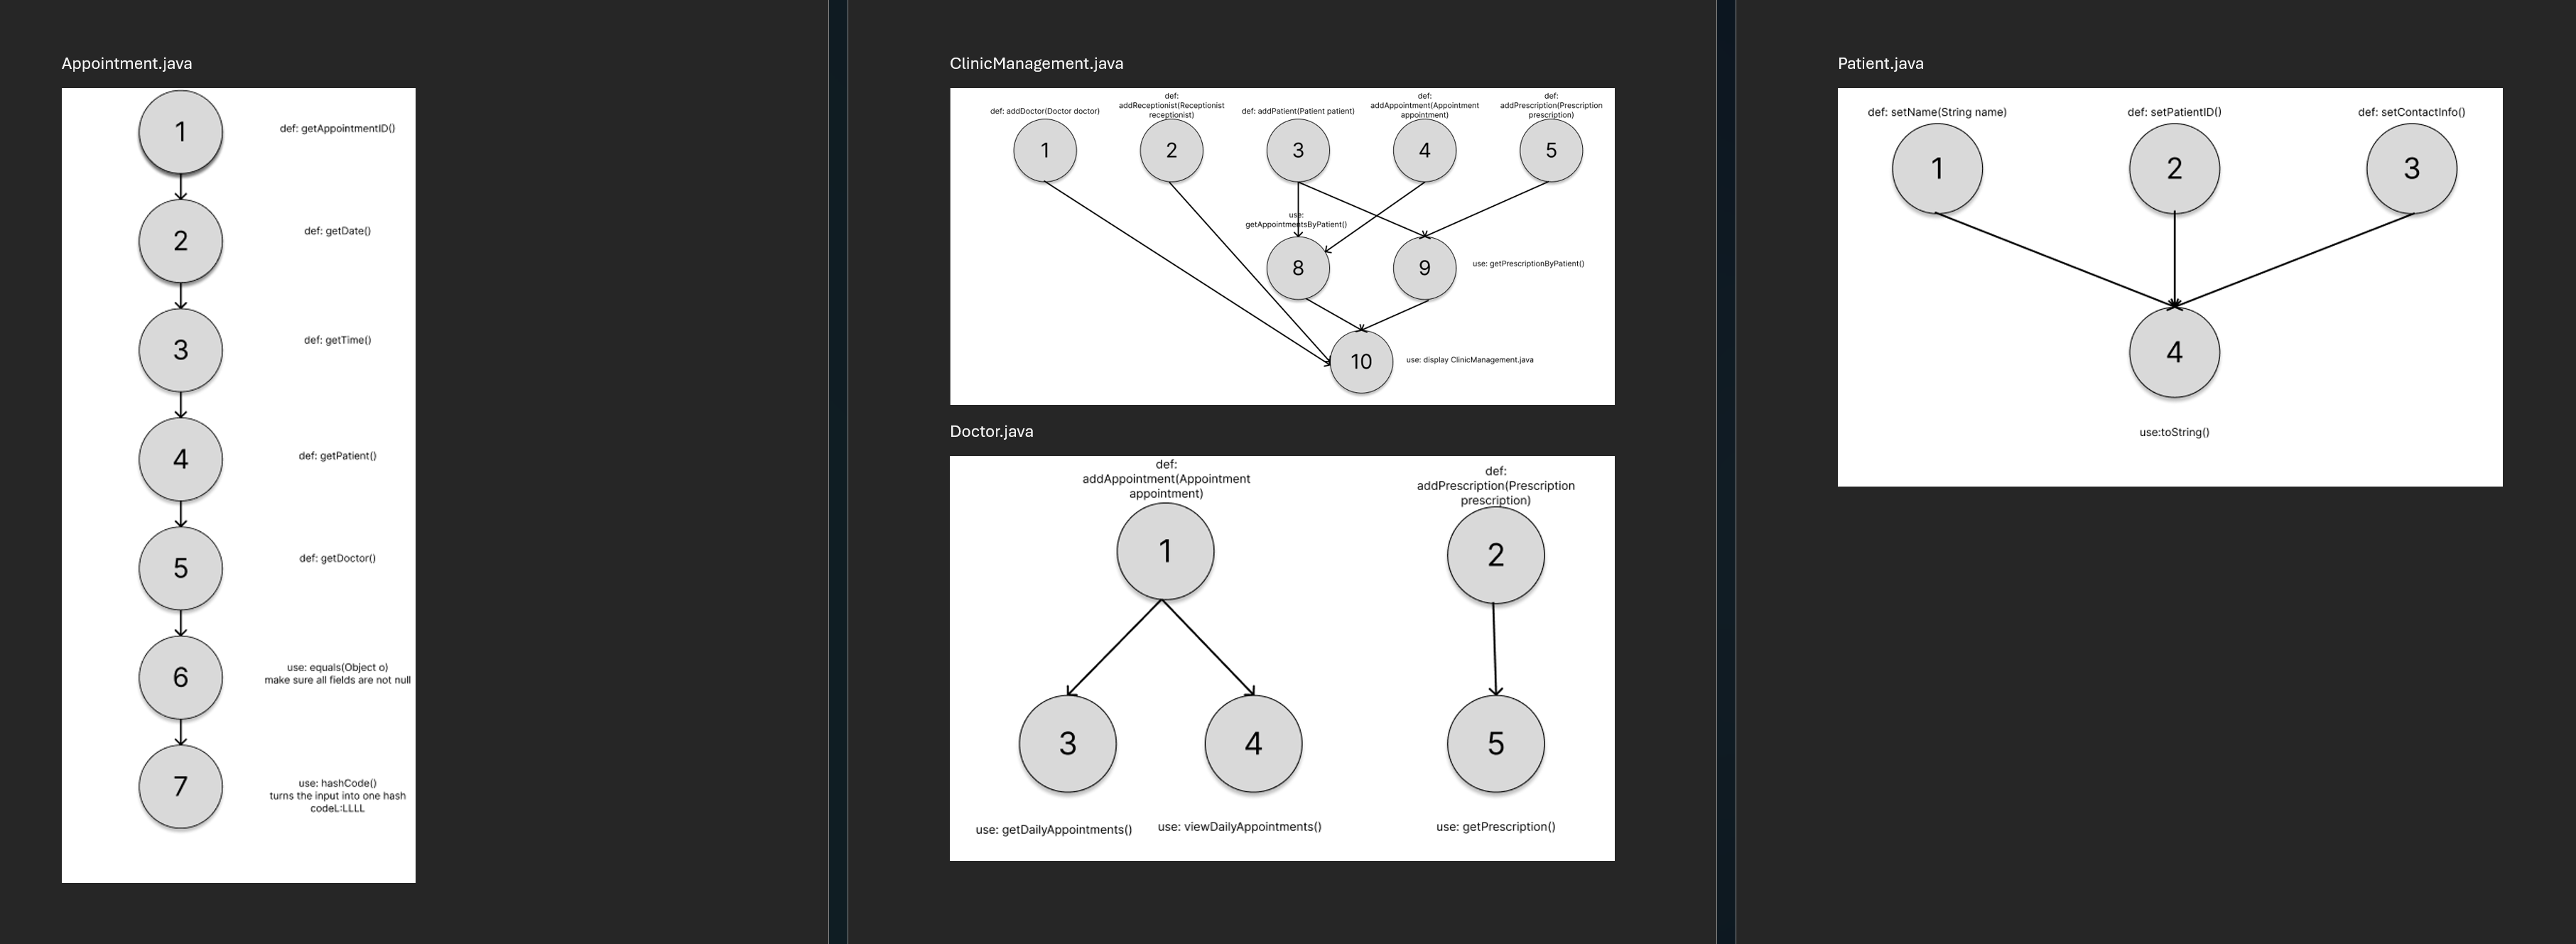 Appointment.java
1
def: getAppointmentID()
2
def: getDate()
3
def: getTime()
4
def: getPatient()
5
def: getDoctor()
6
use: equals(Object o)
make sure all fields are not null
7
use: hashCode()
turns the input into one hash
codeL:LLLL
ClinicManagement.java
def: addDoctor(Doctor doctor)
1
def:
addReceptionist(Receptionist
receptionist)
2
def: addPatient(Patient patient)
3
def:
addAppointment(Appointment
appointment)
4
def:
addPrescription(Prescription
prescription)
5
use:
getAppointmentsByPatient()
8
9
use: getPrescriptionByPatient()
10
use: display ClinicManagement.java
Doctor.java
def:
addAppointment(Appointment
appointment)
1
def:
addPrescription(Prescription
prescription)
2
3
4
5
use: getDailyAppointments()
use: viewDailyAppointments()
use: getPrescription()
Patient.java
def: setName(String name)
def: setPatientID()
def: setContactInfo()
1
2
3
4
use:toString()